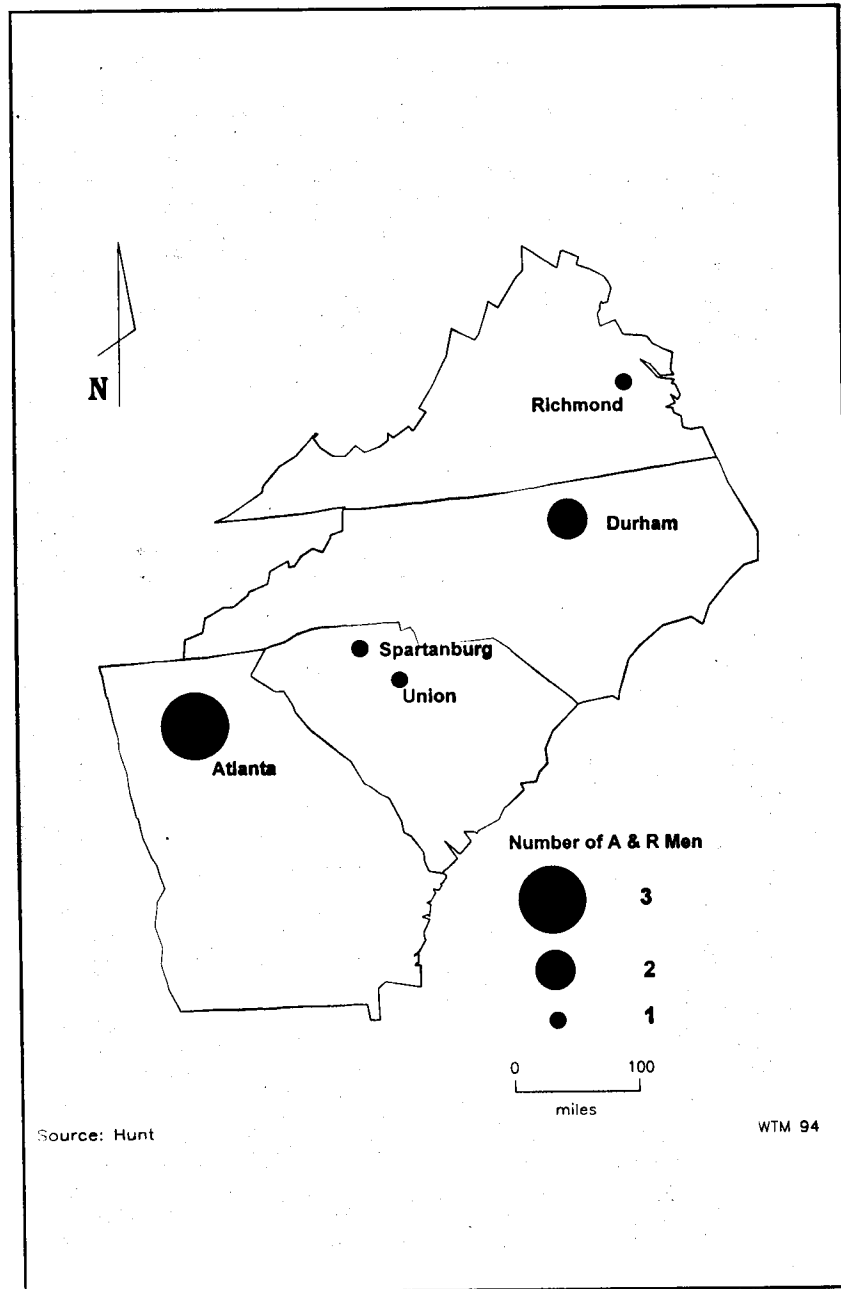 N
Richmond
Durham
Spartanburg
Union
Atlanta
Number of A & R Men
3
2
1
0 100
miles
Source: Hunt
WTM 94